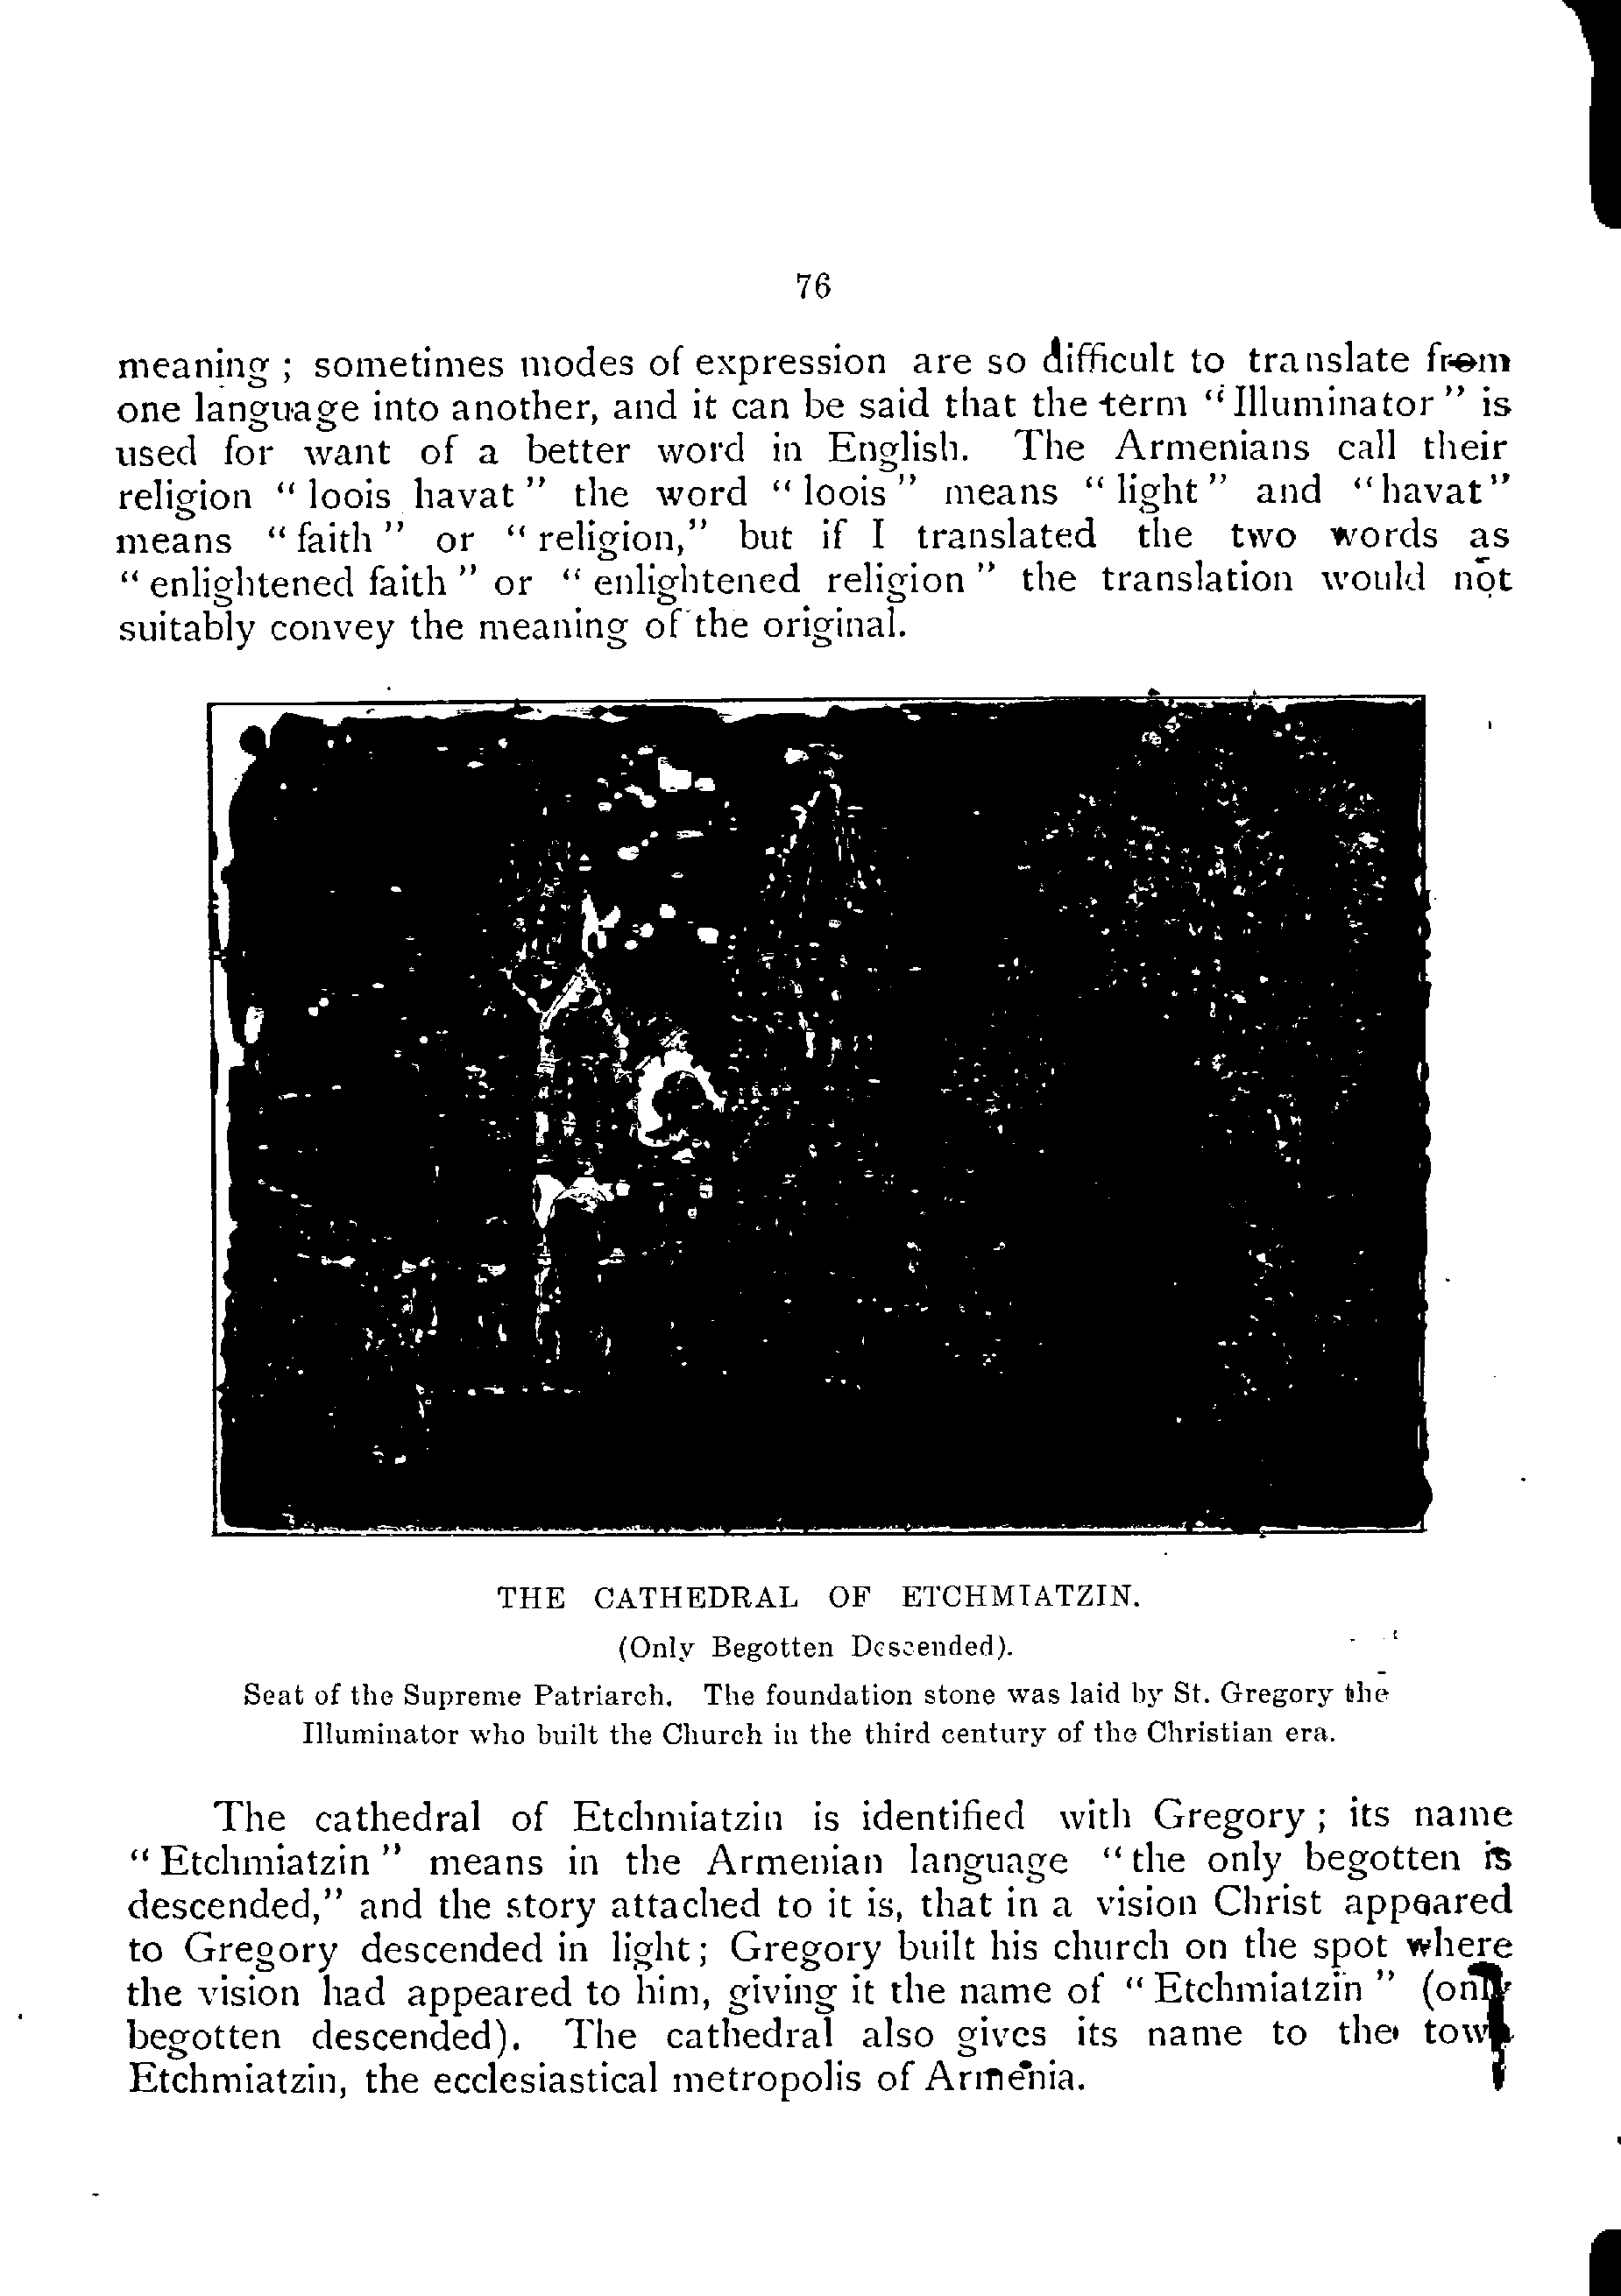 76
meaning ; sometimes modes of expression are so difficult to translate from
one language into another, and it can be said that the term “Illuminator” is
used for want of a better word in English. The Armenians call their
religion “loois havat” the word “loois” means “light” and “havat”
means “faith” or “religion,” but if I translated the two words as
“enlightened faith” or “enlightened religion” the translation would not
suitably convey the meaning of the original.
THE CATHEDRAL OF ETCHMIATZIN.
(Only Begotten Descended).
Seat of the Supreme Patriarch. The foundation stone was laid by St. Gregory the
Illuminator who built the Church in the third century of the Christian era.
The cathedral of Etchmiatzin is identified with Gregory ; its name
“Etchmiatzin” means in the Armenian language “the only begotten is
descended,” and the story attached to it is, that in a vision Christ appeared
to Gregory descended in light ; Gregory built his church on the spot where
the vision had appeared to him, giving it the name of “Etchmiatzin” (only
begotten descended). The cathedral also gives its name to the town
Etchmiatzin, the ecclesiastical metropolis of Armenia.